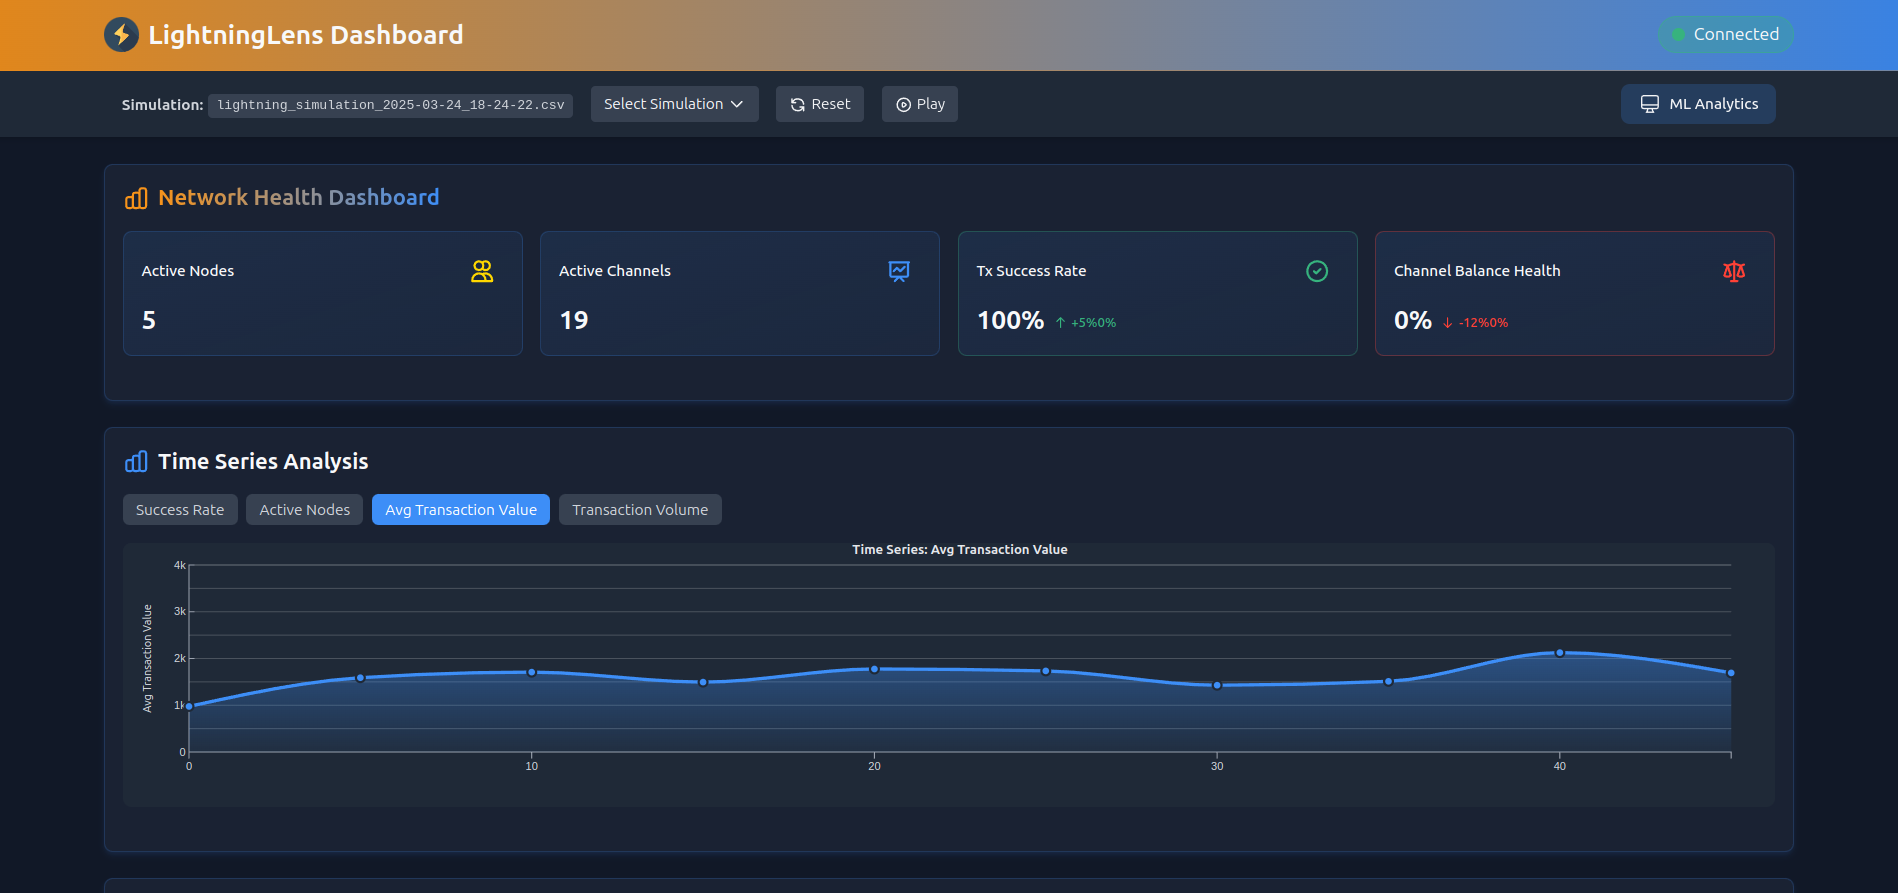 LightningLens Dashboard
Connected
Simulation: lightning_simulation_2025-03-24_18-24-22.csv
Select Simulation
Reset
Play
ML Analytics
Network Health Dashboard
Active Nodes
5
Active Channels
19
Tx Success Rate
100% ↑ +5%0%
Channel Balance Health
0% ↓ -12%0%
Time Series Analysis
Success Rate
Active Nodes
Avg Transaction Value
Transaction Volume
Time Series: Avg Transaction Value
Avg Transaction Value
4k
3k
2k
1k
0
0 10 20 30 40